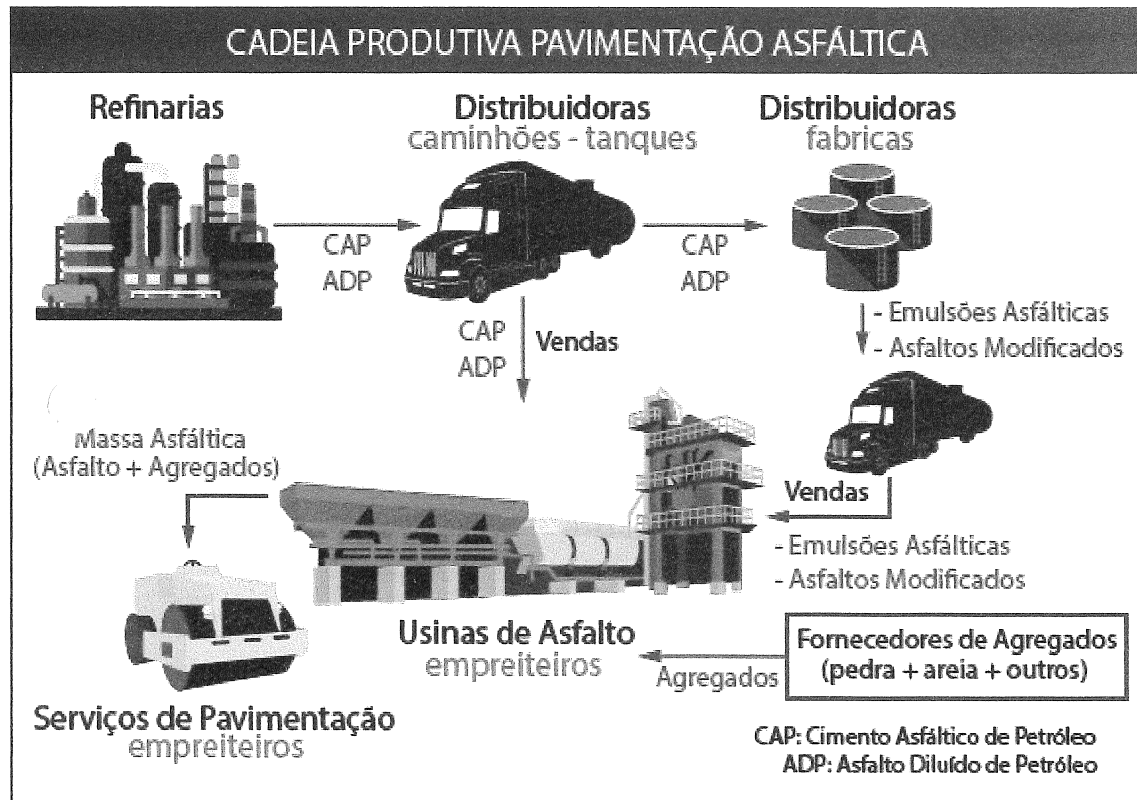 CADEIA PRODUTIVA PAVIMENTAÇÃO ASFÁLTICA
Refinarias
Distribuidoras
caminhões - tanques
Distribuidoras
fabricas
CAP
ADP
CAP
ADP
- Emulsões Asfálticas
- Asfaltos Modificados
CAP
ADP
Vendas
Massa Asfáltica
(Asfalto + Agregados)
Vendas
- Emulsões Asfálticas
- Asfaltos Modificados
Usinas de Asfalto
empreiteiros
Agregados
Fornecedores de Agregados
(pedra + areia + outros)
Serviços de Pavimentação
empreiteiros
CAP: Cimento Asfáltico de Petróleo
ADP: Asfalto Diluído de Petróleo